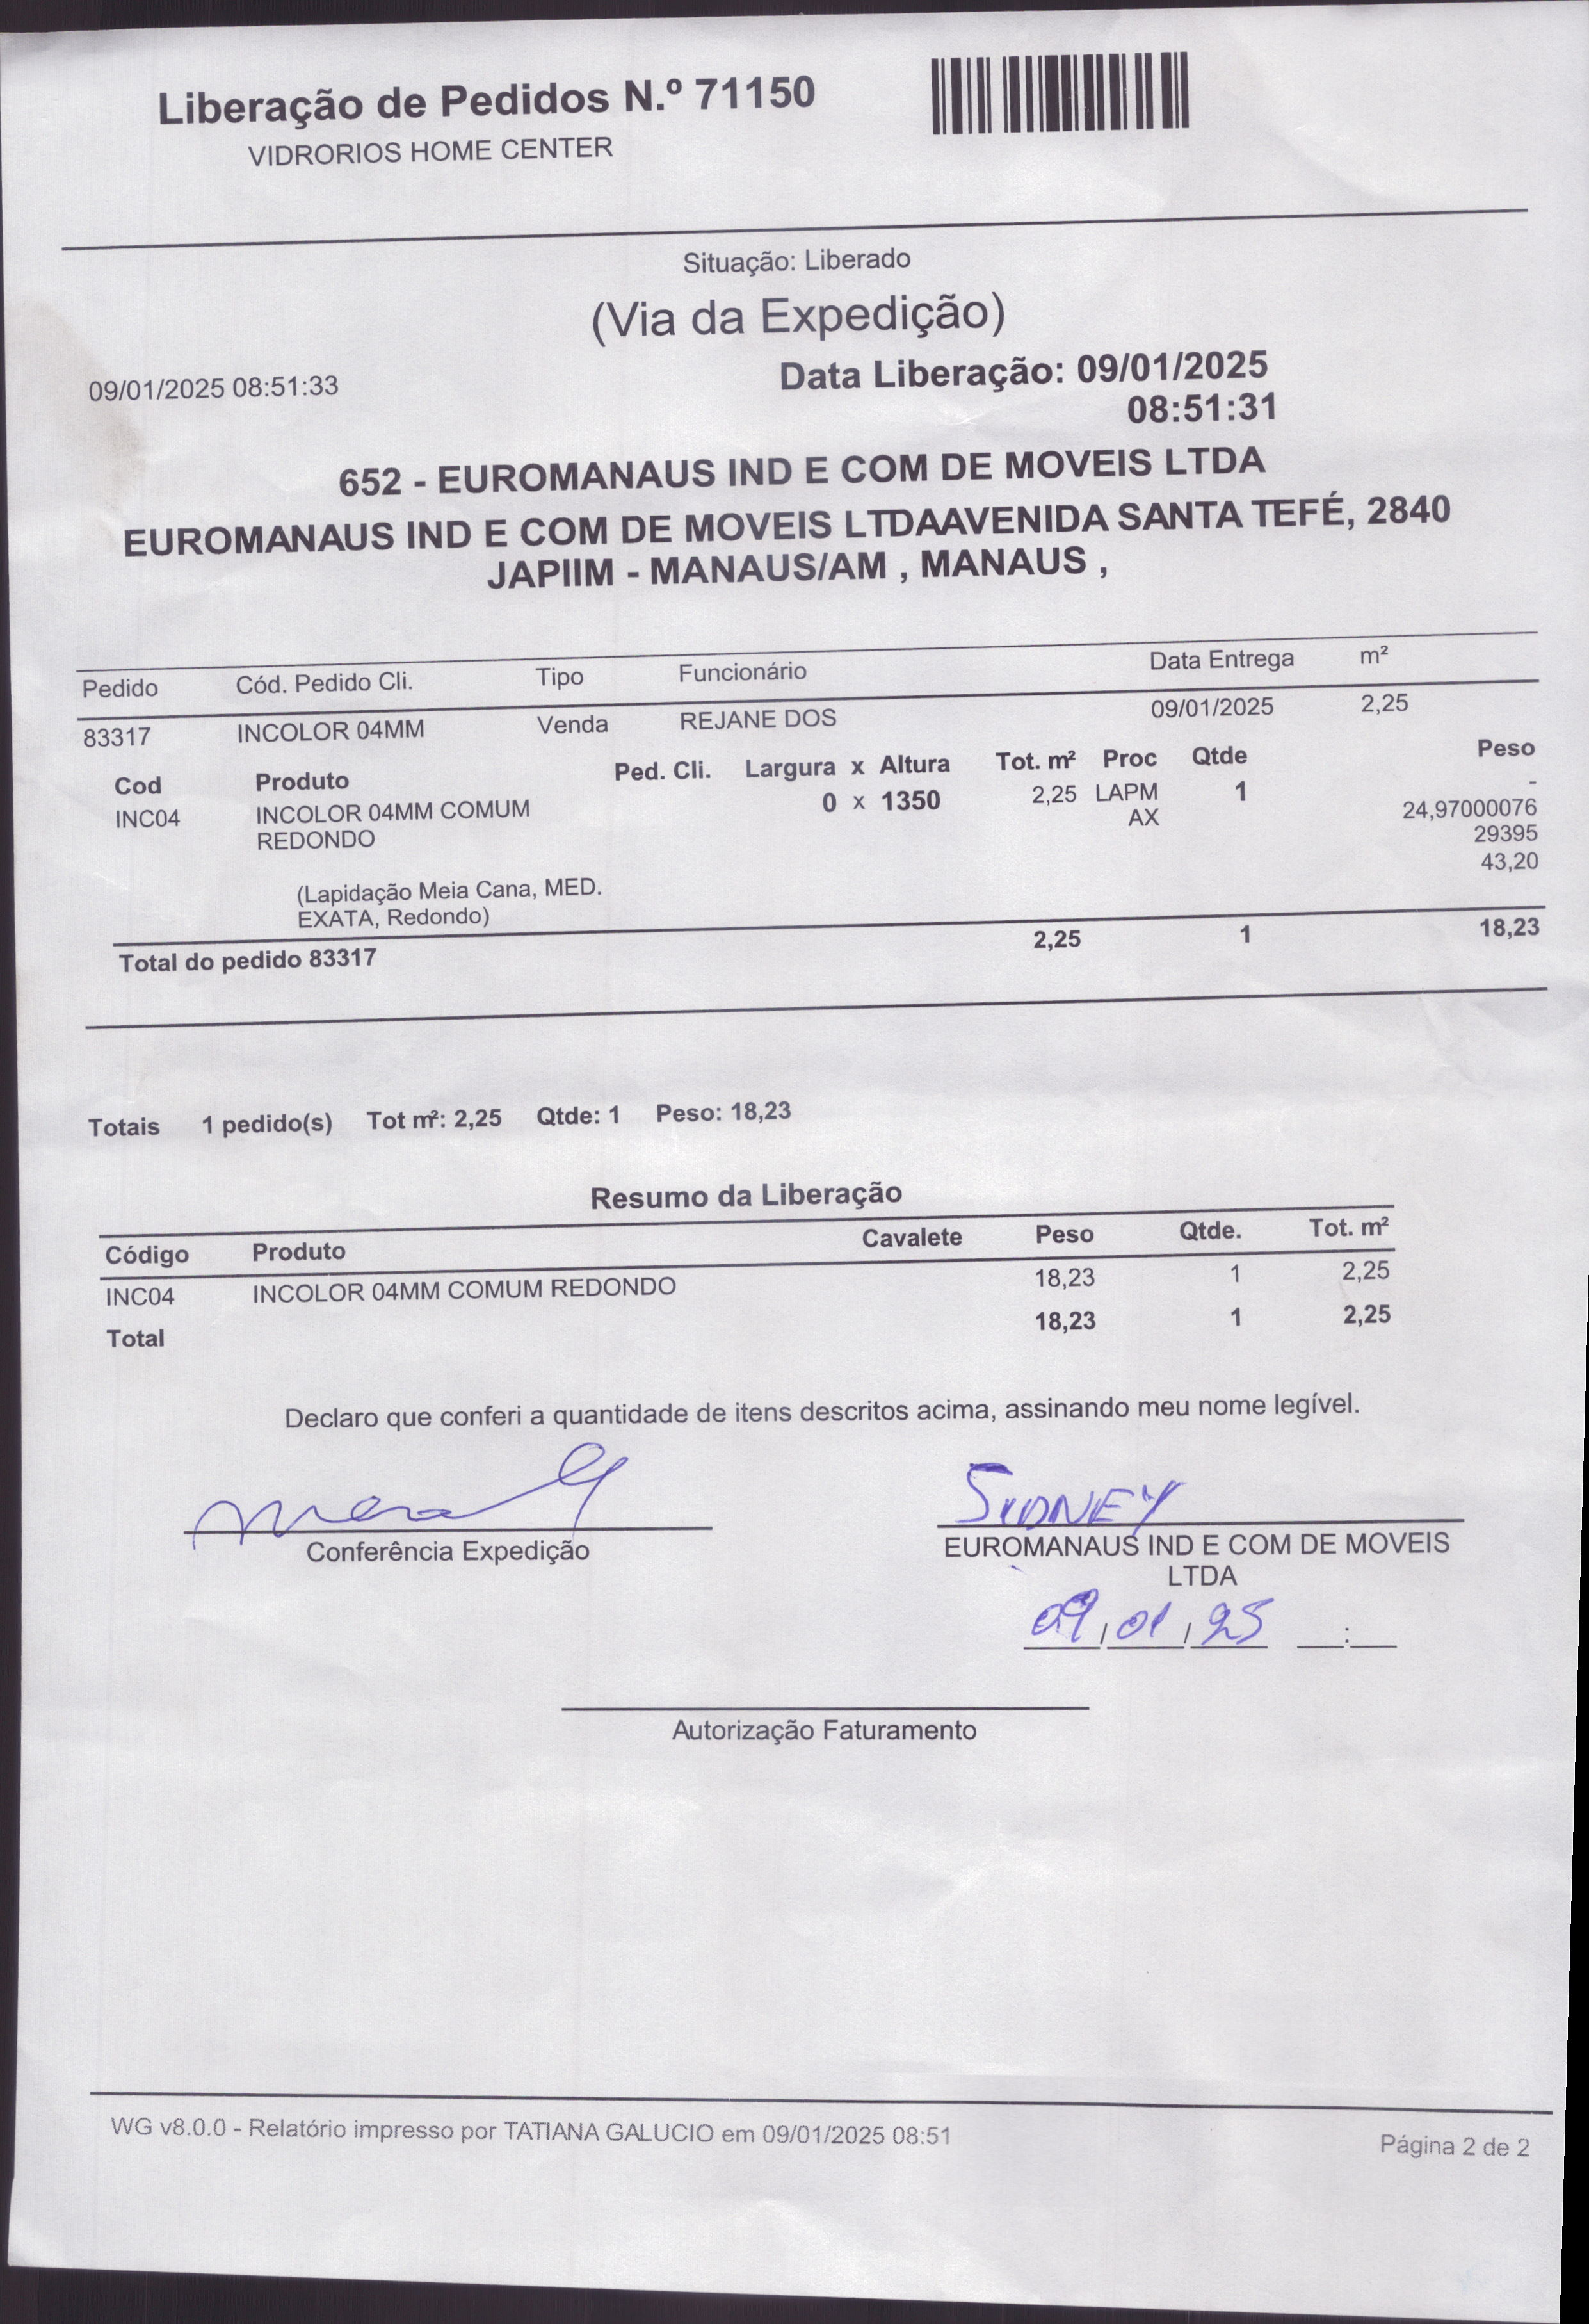 Liberação de Pedidos N.º 71150
VIDRORIOS HOME CENTER
Situação: Liberado
(Via da Expedição)
09/01/2025 08:51:33
Data Liberação: 09/01/2025
08:51:31
652 - EUROMANAUS IND E COM DE MOVEIS LTDA
EUROMANAUS IND E COM DE MOVEIS LTDAAVENIDA SANTA TEFÉ, 2840
JAPIIM - MANAUS/AM , MANAUS ,
Pedido Cód. Pedido Cli. Tipo Funcionário Data Entrega m²
83317 INCOLOR 04MM Venda REJANE DOS 09/01/2025 2,25
Cod Produto Ped. Cli. Largura x Altura Tot. m² Proc Qtde Peso
INC04 INCOLOR 04MM COMUM 0 x 1350 2,25 LAPM 1 -
REDONDO AX 24,97000076
29395
43,20
(Lapidação Meia Cana, MED.
EXATA, Redondo)
Total do pedido 83317 2,25 1 18,23
Totais 1 pedido(s) Tot m²: 2,25 Qtde: 1 Peso: 18,23
Resumo da Liberação
Código Produto Cavalete Peso Qtde. Tot. m²
INC04 INCOLOR 04MM COMUM REDONDO 18,23 1 2,25
Total 18,23 1 2,25
Declaro que conferi a quantidade de itens descritos acima, assinando meu nome legível.
SIDNEY
Conferência Expedição EUROMANAUS IND E COM DE MOVEIS
LTDA
09/01/25 __:__
Autorização Faturamento
WG v8.0.0 - Relatório impresso por TATIANA GALUCIO em 09/01/2025 08:51
Página 2 de 2